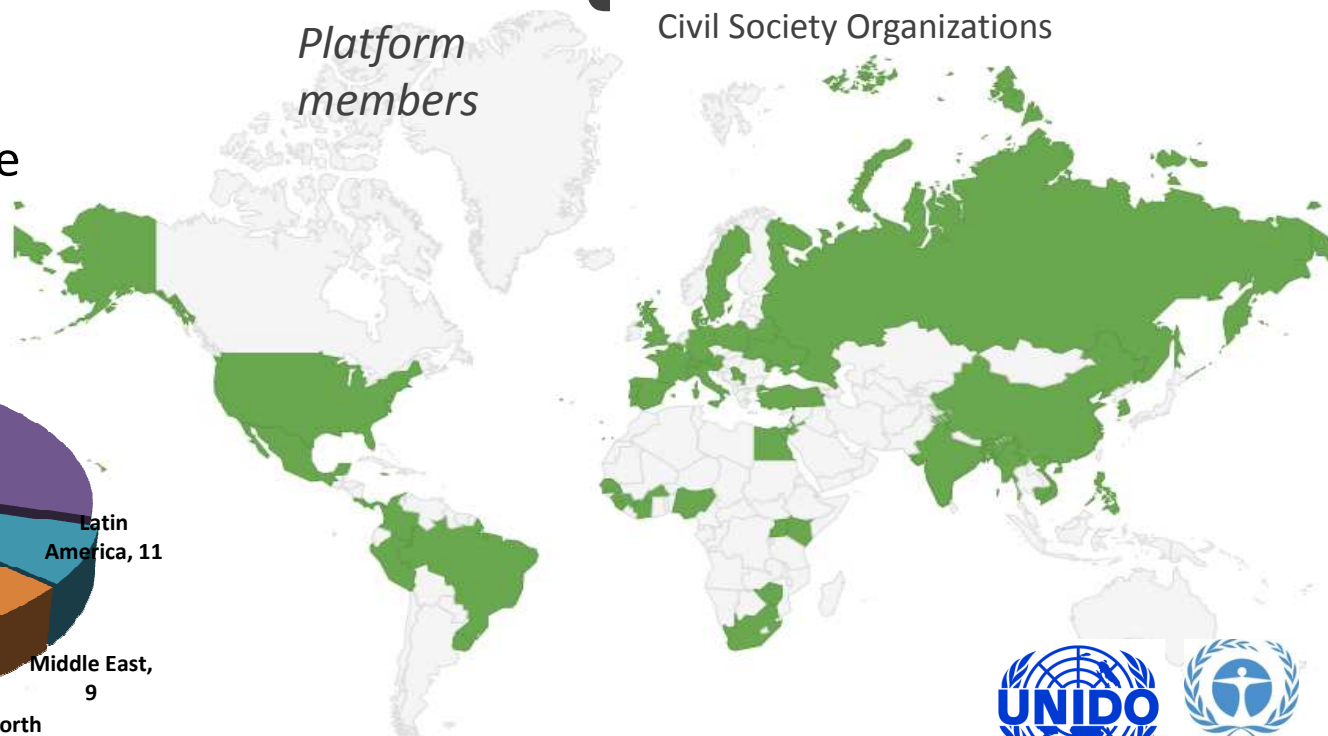 Platform
members
Civil Society Organizations
e
Latin
America, 11
Middle East,
9
orth
UNIDO